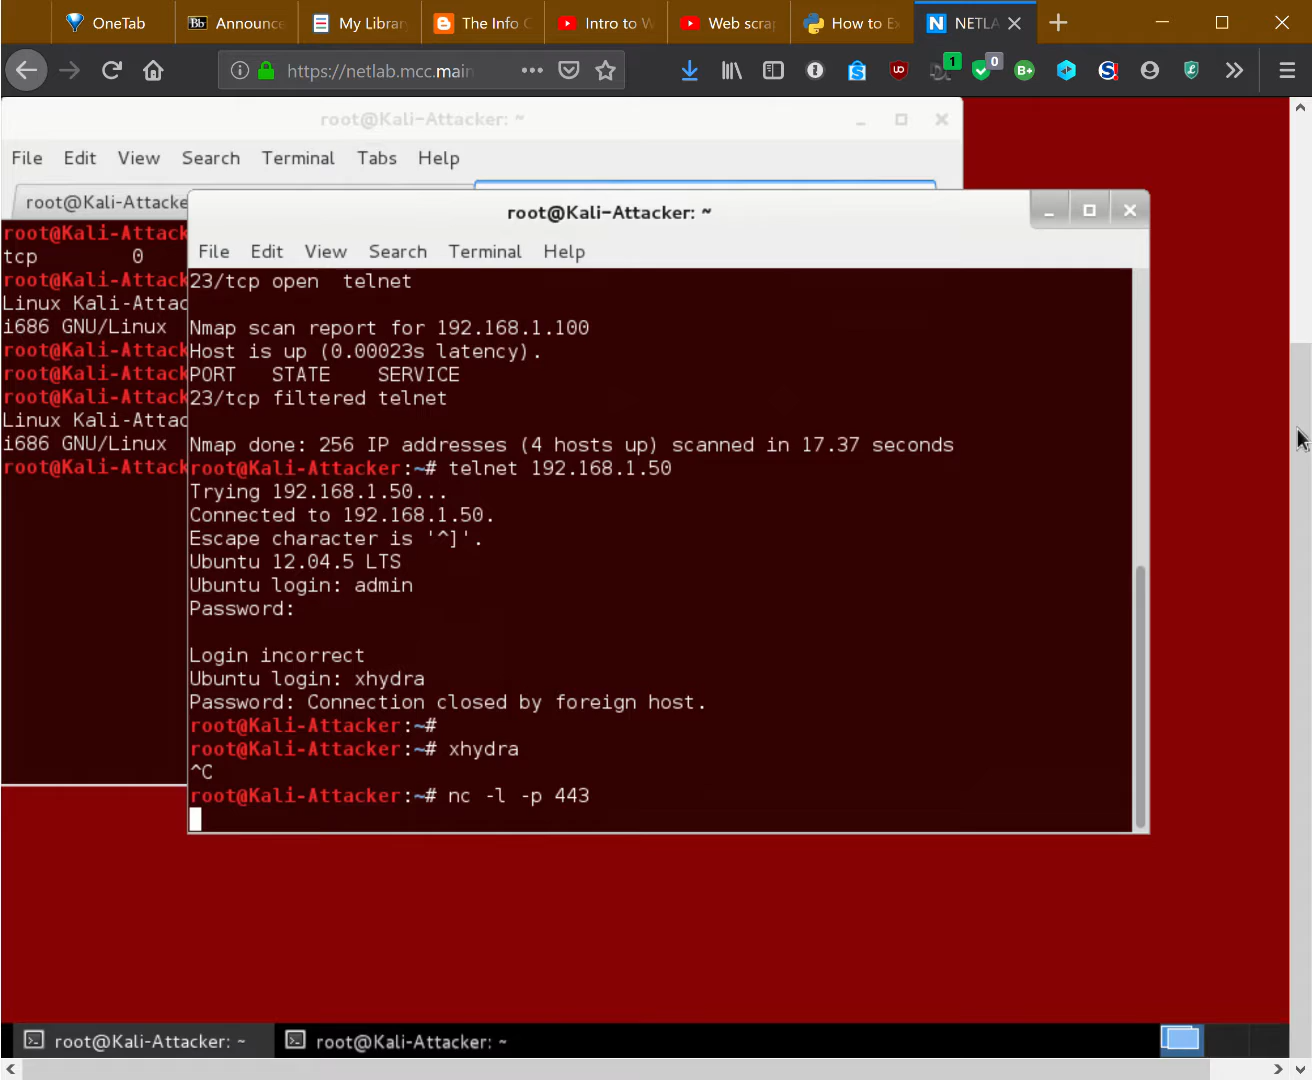 OneTab
Bb Announce
My Libra
The Info C
Intro to W
Web scra
How to Ex
N NETLA
https://netlab.mcc.main
1
0
B+
root@Kali-Attacker: ~
File Edit View Search Terminal Tabs Help
root@Kali-Attacke
root@Kali-Attack
tcp 0
root@Kali-Attack
Linux Kali-Attac
i686 GNU/Linux
root@Kali-Attack
root@Kali-Attack
root@Kali-Attack
Linux Kali-Attac
i686 GNU/Linux
root@Kali-Attack
root@Kali-Attacker: ~
File Edit View Search Terminal Help
23/tcp open telnet
Nmap scan report for 192.168.1.100
Host is up (0.00023s latency).
PORT STATE SERVICE
23/tcp filtered telnet
Nmap done: 256 IP addresses (4 hosts up) scanned in 17.37 seconds
root@Kali-Attacker:~# telnet 192.168.1.50
Trying 192.168.1.50...
Connected to 192.168.1.50.
Escape character is '^]'.
Ubuntu 12.04.5 LTS
Ubuntu login: admin
Password:
Login incorrect
Ubuntu login: xhydra
Password: Connection closed by foreign host.
root@Kali-Attacker:~#
root@Kali-Attacker:~# xhydra
^C
root@Kali-Attacker:~# nc -l -p 443
root@Kali-Attacker: ~
root@Kali-Attacker: ~